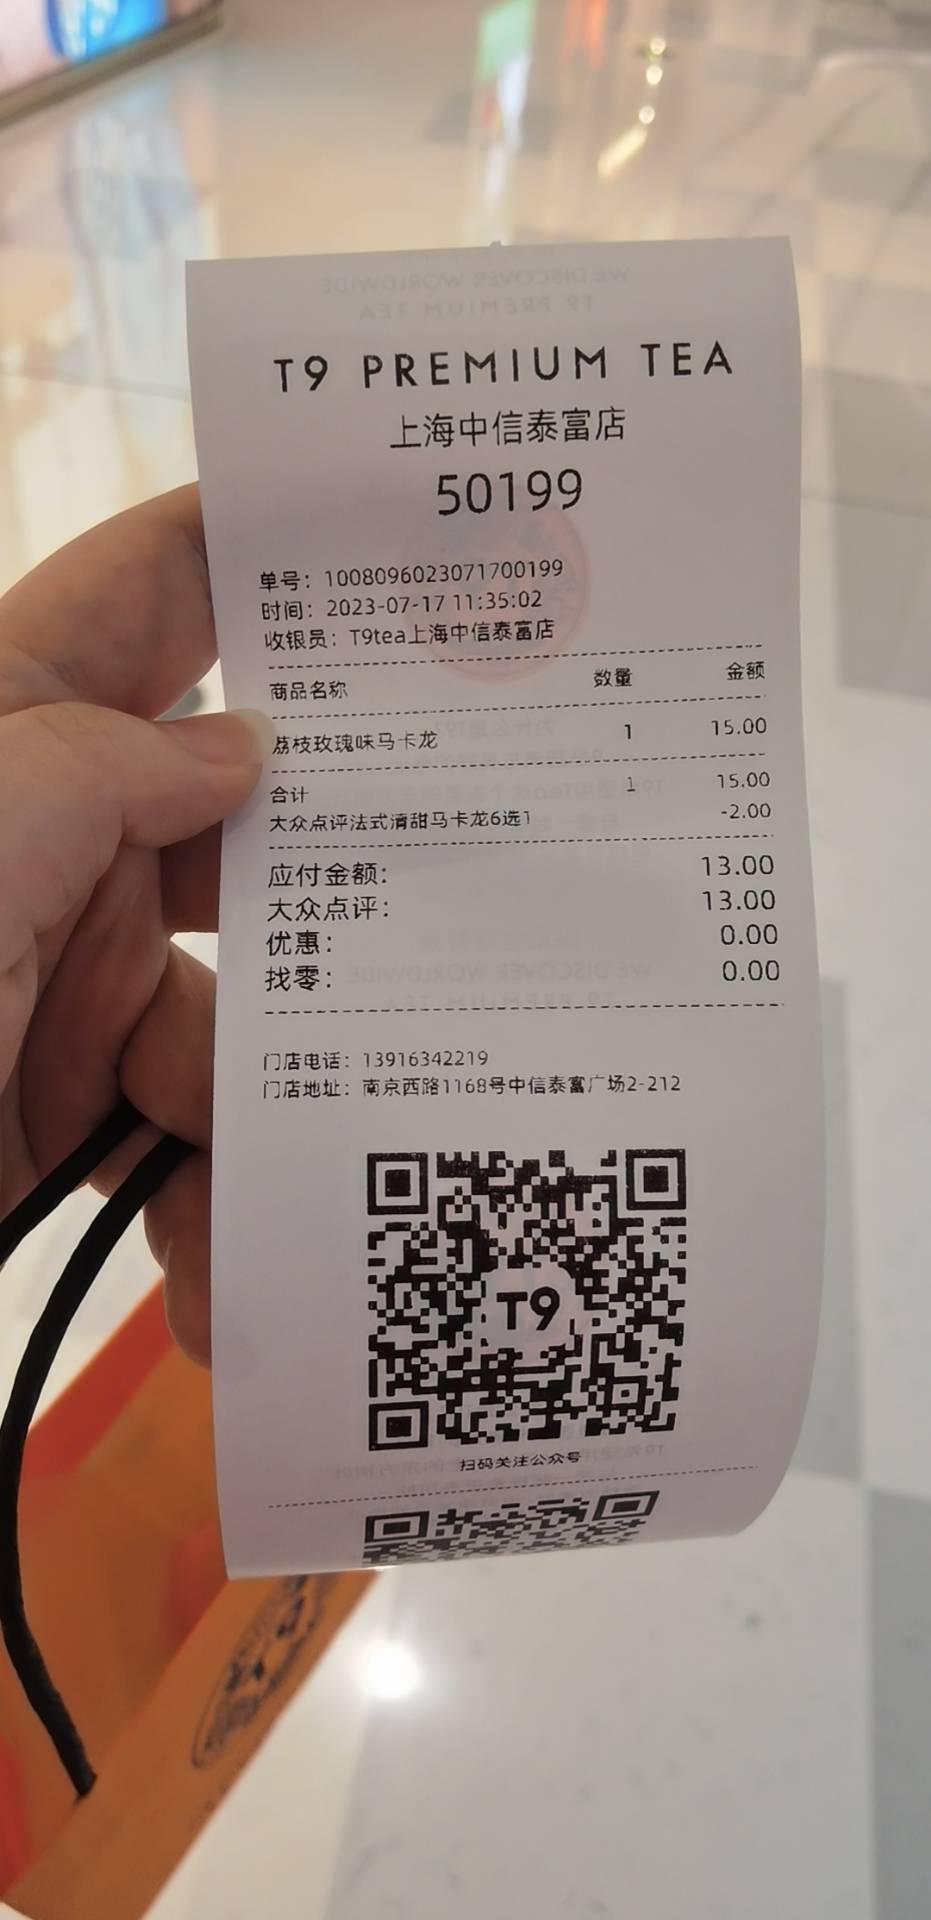 T9 PREMIUM TEA
上海中信泰富店
50199
单号：1008096023071700199
时间：2023-07-17 11:35:02
收银员：T9tea上海中信泰富店
商品名称 数量 金额
荔枝玫瑰味马卡龙 1 15.00
合计 1 15.00
大众点评法式清甜马卡龙6选1 -2.00
应付金额: 13.00
大众点评: 13.00
优惠: 0.00
找零: 0.00
门店电话：13916342219
门店地址：南京西路1168号中信泰富广场2-212
T9
扫码关注公众号